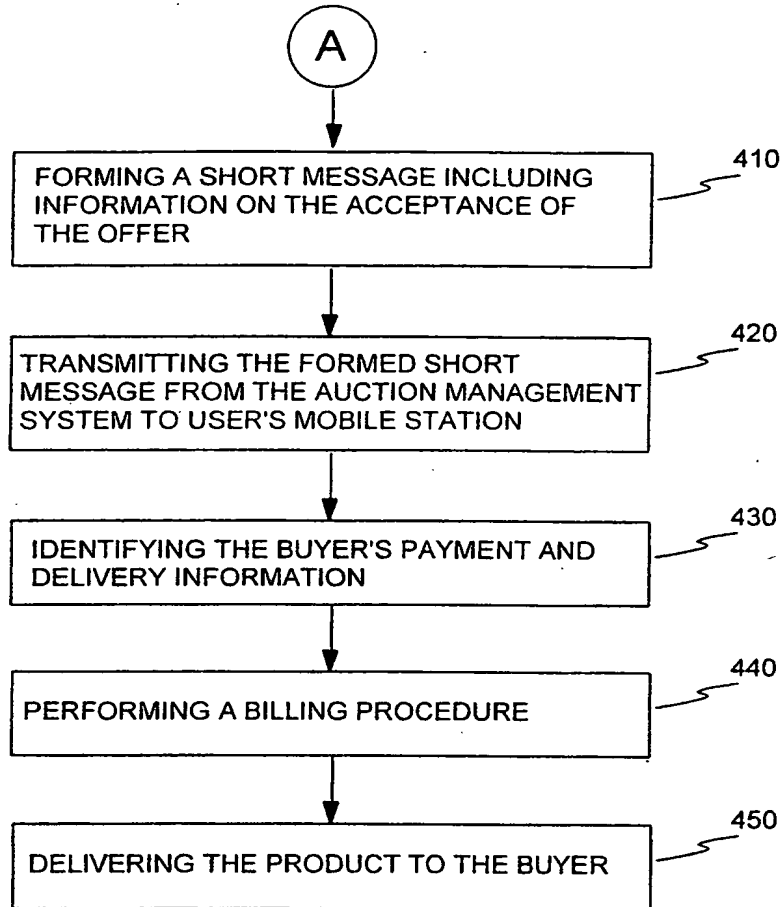 A
FORMING A SHORT MESSAGE INCLUDING
INFORMATION ON THE ACCEPTANCE OF
THE OFFER
410
TRANSMITTING THE FORMED SHORT
MESSAGE FROM THE AUCTION MANAGEMENT
SYSTEM TO USER'S MOBILE STATION
420
IDENTIFYING THE BUYER'S PAYMENT AND
DELIVERY INFORMATION
430
PERFORMING A BILLING PROCEDURE
440
DELIVERING THE PRODUCT TO THE BUYER
450